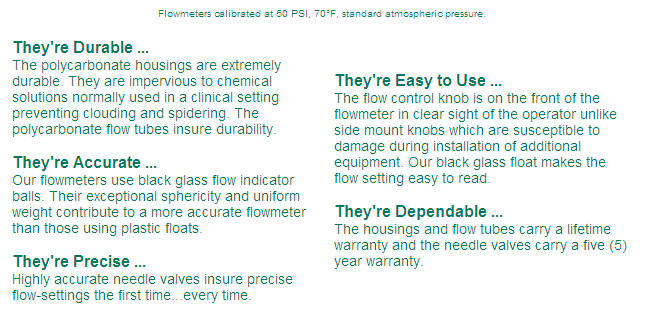 Flowmeters calibrated at 50 PSI, 70°F, standard atmospheric pressure.
They're Durable ...
The polycarbonate housings are extremely
durable. They are impervious to chemical
solutions normally used in a clinical setting
preventing clouding and spidering. The
polycarbonate flow tubes insure durability.
They're Accurate ...
Our flowmeters use black glass flow indicator
balls. Their exceptional sphericity and uniform
weight contribute to a more accurate flowmeter
than those using plastic floats.
They're Precise ...
Highly accurate needle valves insure precise
flow-settings the first time...every time.
They're Easy to Use ...
The flow control knob is on the front of the
flowmeter in clear sight of the operator unlike
side mount knobs which are susceptible to
damage during installation of additional
equipment. Our black glass float makes the
flow setting easy to read.
They're Dependable ...
The housings and flow tubes carry a lifetime
warranty and the needle valves carry a five (5)
year warranty.